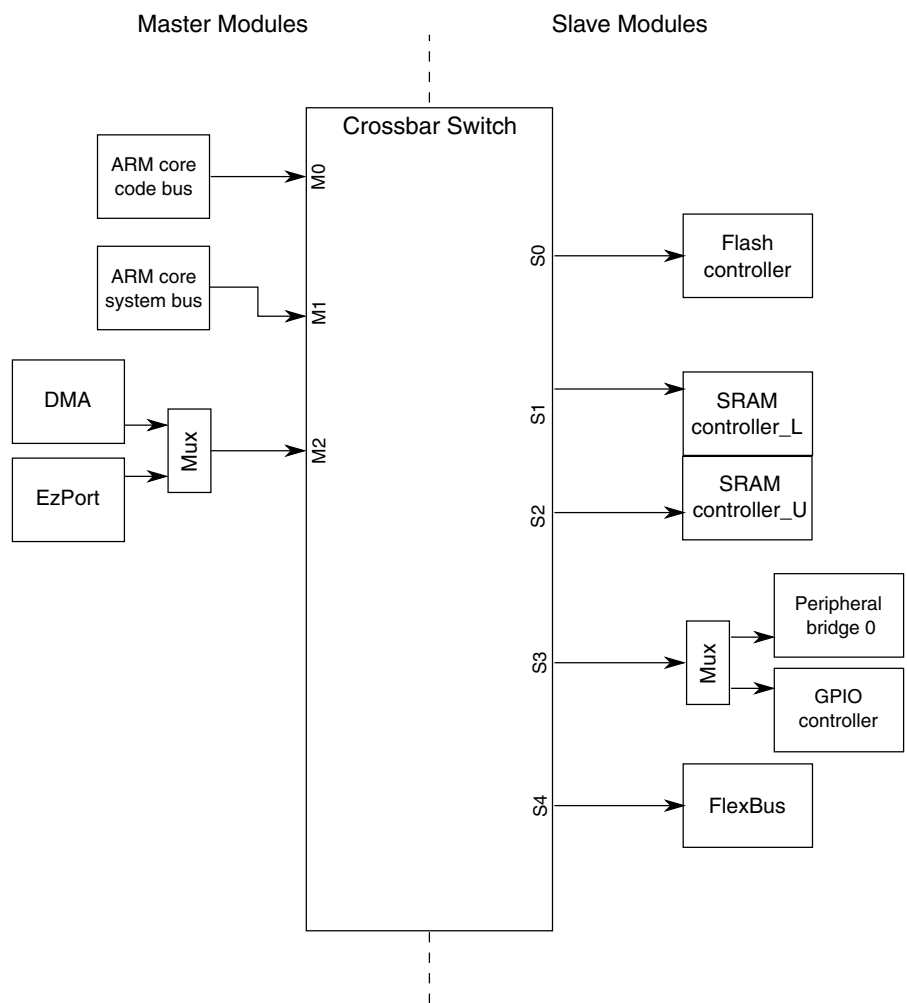 Master Modules
Slave Modules
Crossbar Switch
ARM core
code bus
M0
ARM core
system bus
M1
DMA
EzPort
Mux
M2
S0
Flash
controller
S1
SRAM
controller_L
S2
SRAM
controller_U
S3
Mux
Peripheral
bridge 0
GPIO
controller
S4
FlexBus